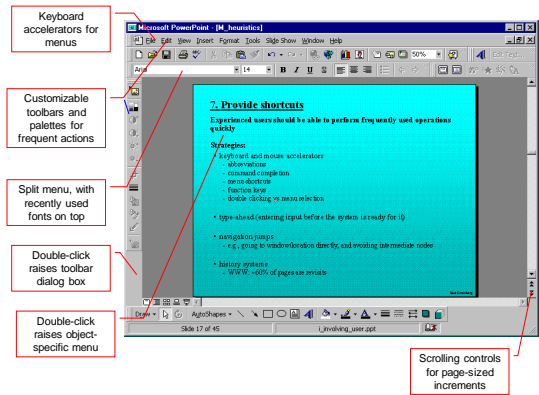 Keyboard
accelerators for
menus
Customizable
toolbars and
palettes for
frequent actions
Split menu, with
recently used
fonts on top
Double-click
raises toolbar
dialog box
Double-click
raises object-
specific menu
Scrolling controls
for page-sized
increments
Microsoft PowerPoint - [M_heuristics]
File Edit View Insert Format Tools Slide Show Window Help
50%
Edit Text...
Arial
14
B I U S
7. Provide shortcuts
Experienced users should be able to perform frequently used operations
quickly
Strategies:
• keyboard and mouse accelerators
- abbreviations
- command completion
- menu shortcuts
- function keys
- double clicking vs menu selection
• type-ahead (entering input before the system is ready for it)
• navigation jumps
- e.g., going to window/location directly, and avoiding intermediate nodes
• history systems
- WWW: ~60% of pages are revisits
Saul Greenberg
Draw AutoShapes
Slide 17 of 45
i_involving_user.ppt